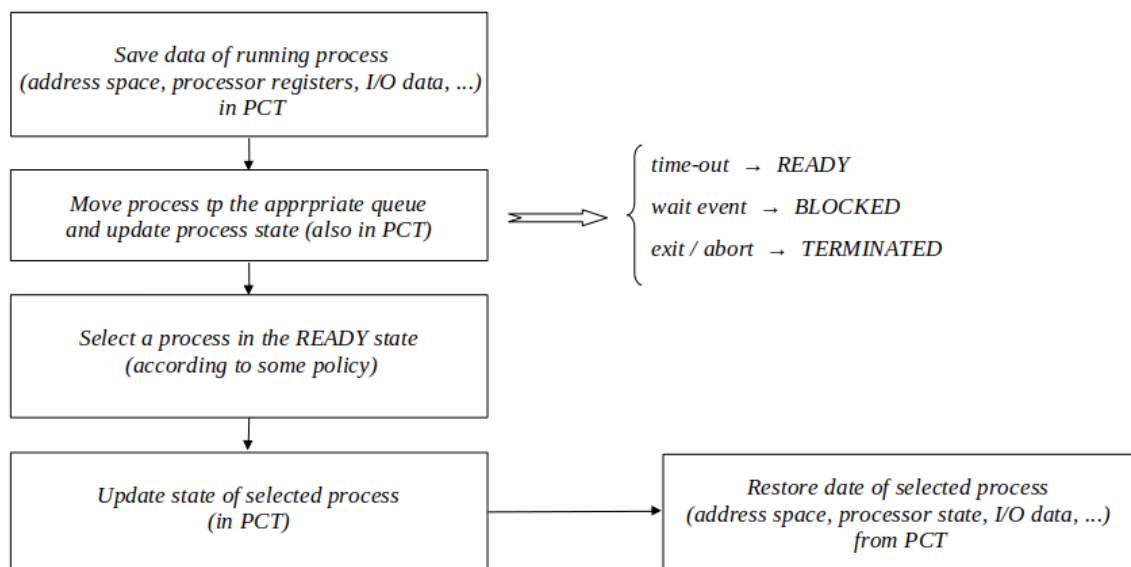 Save data of running process
(address space, processor registers, I/O data, ...)
in PCT
Move process tp the apprpriate queue
and update process state (also in PCT)
time-out → READY
wait event → BLOCKED
exit / abort → TERMINATED
Select a process in the READY state
(according to some policy)
Update state of selected process
(in PCT)
Restore date of selected process
(address space, processor state, I/O data, ...)
from PCT